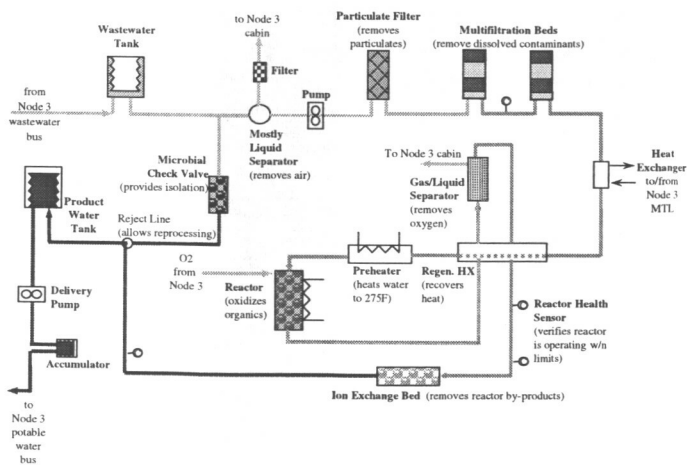 to Node 3
cabin
Wastewater
Tank
Filter
Particulate Filter
(removes
particulates)
Multifiltration Beds
(remove dissolved contaminants)
from
Node 3
wastewater
bus
Pump
Mostly
Liquid
Separator
(removes air)
Microbial
Check Valve
(provides isolation)
To Node 3 cabin
Gas/Liquid
Separator
(removes
oxygen)
Heat
Exchanger
to/from
Node 3
MTL
Product
Water
Tank
Reject Line
(allows reprocessing)
O2
from
Node 3
Reactor
(oxidizes
organics)
Preheater
(heats water
to 275F)
Regen. HX
(recovers
heat)
Delivery
Pump
Reactor Health
Sensor
(verifies reactor
is operating w/n
limits)
Accumulator
Ion Exchange Bed (removes reactor by-products)
to
Node 3
potable
water
bus